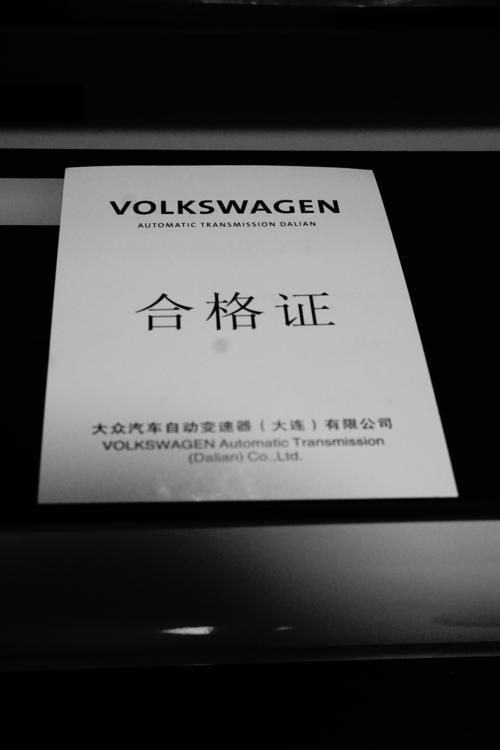 VOLKSWAGEN
AUTOMATIC TRANSMISSION DALIAN
合格证
大众汽车自动变速器（大连）有限公司
VOLKSWAGEN Automatic Transmission
(Dalian) Co.,Ltd.